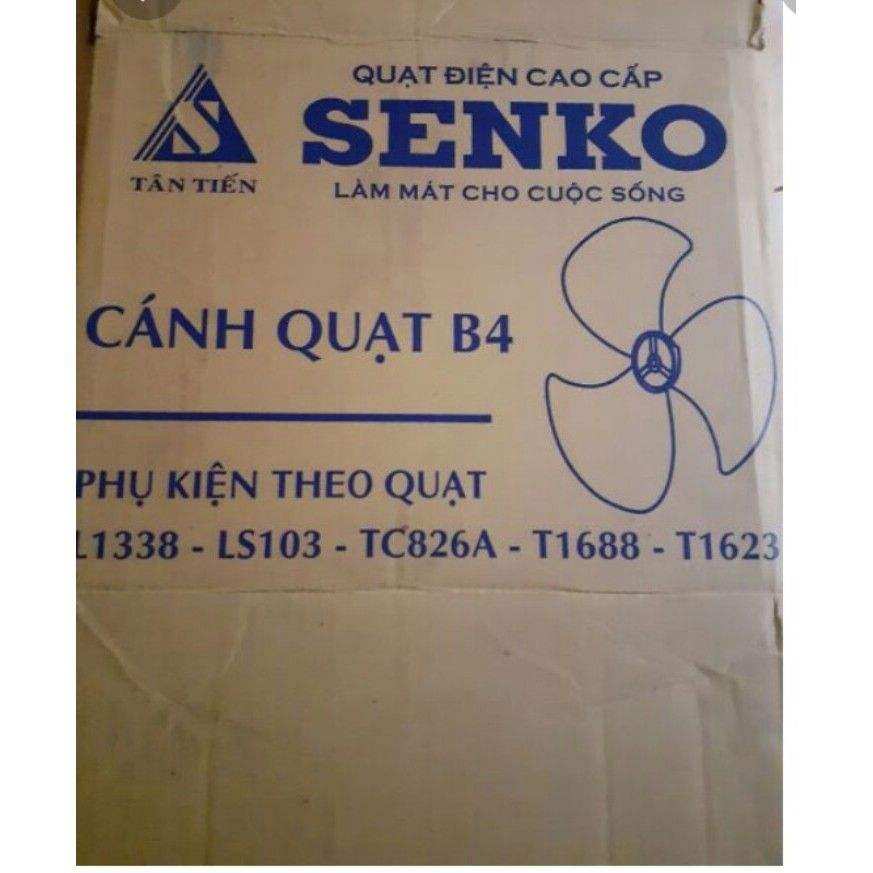 QUẠT ĐIỆN CAO CẤP
SENKO
TÂN TIẾN
LÀM MÁT CHO CUỘC SỐNG
CÁNH QUẠT B4
PHỤ KIỆN THEO QUẠT
L1338 - LS103 - TC826A - T1688 - T1623